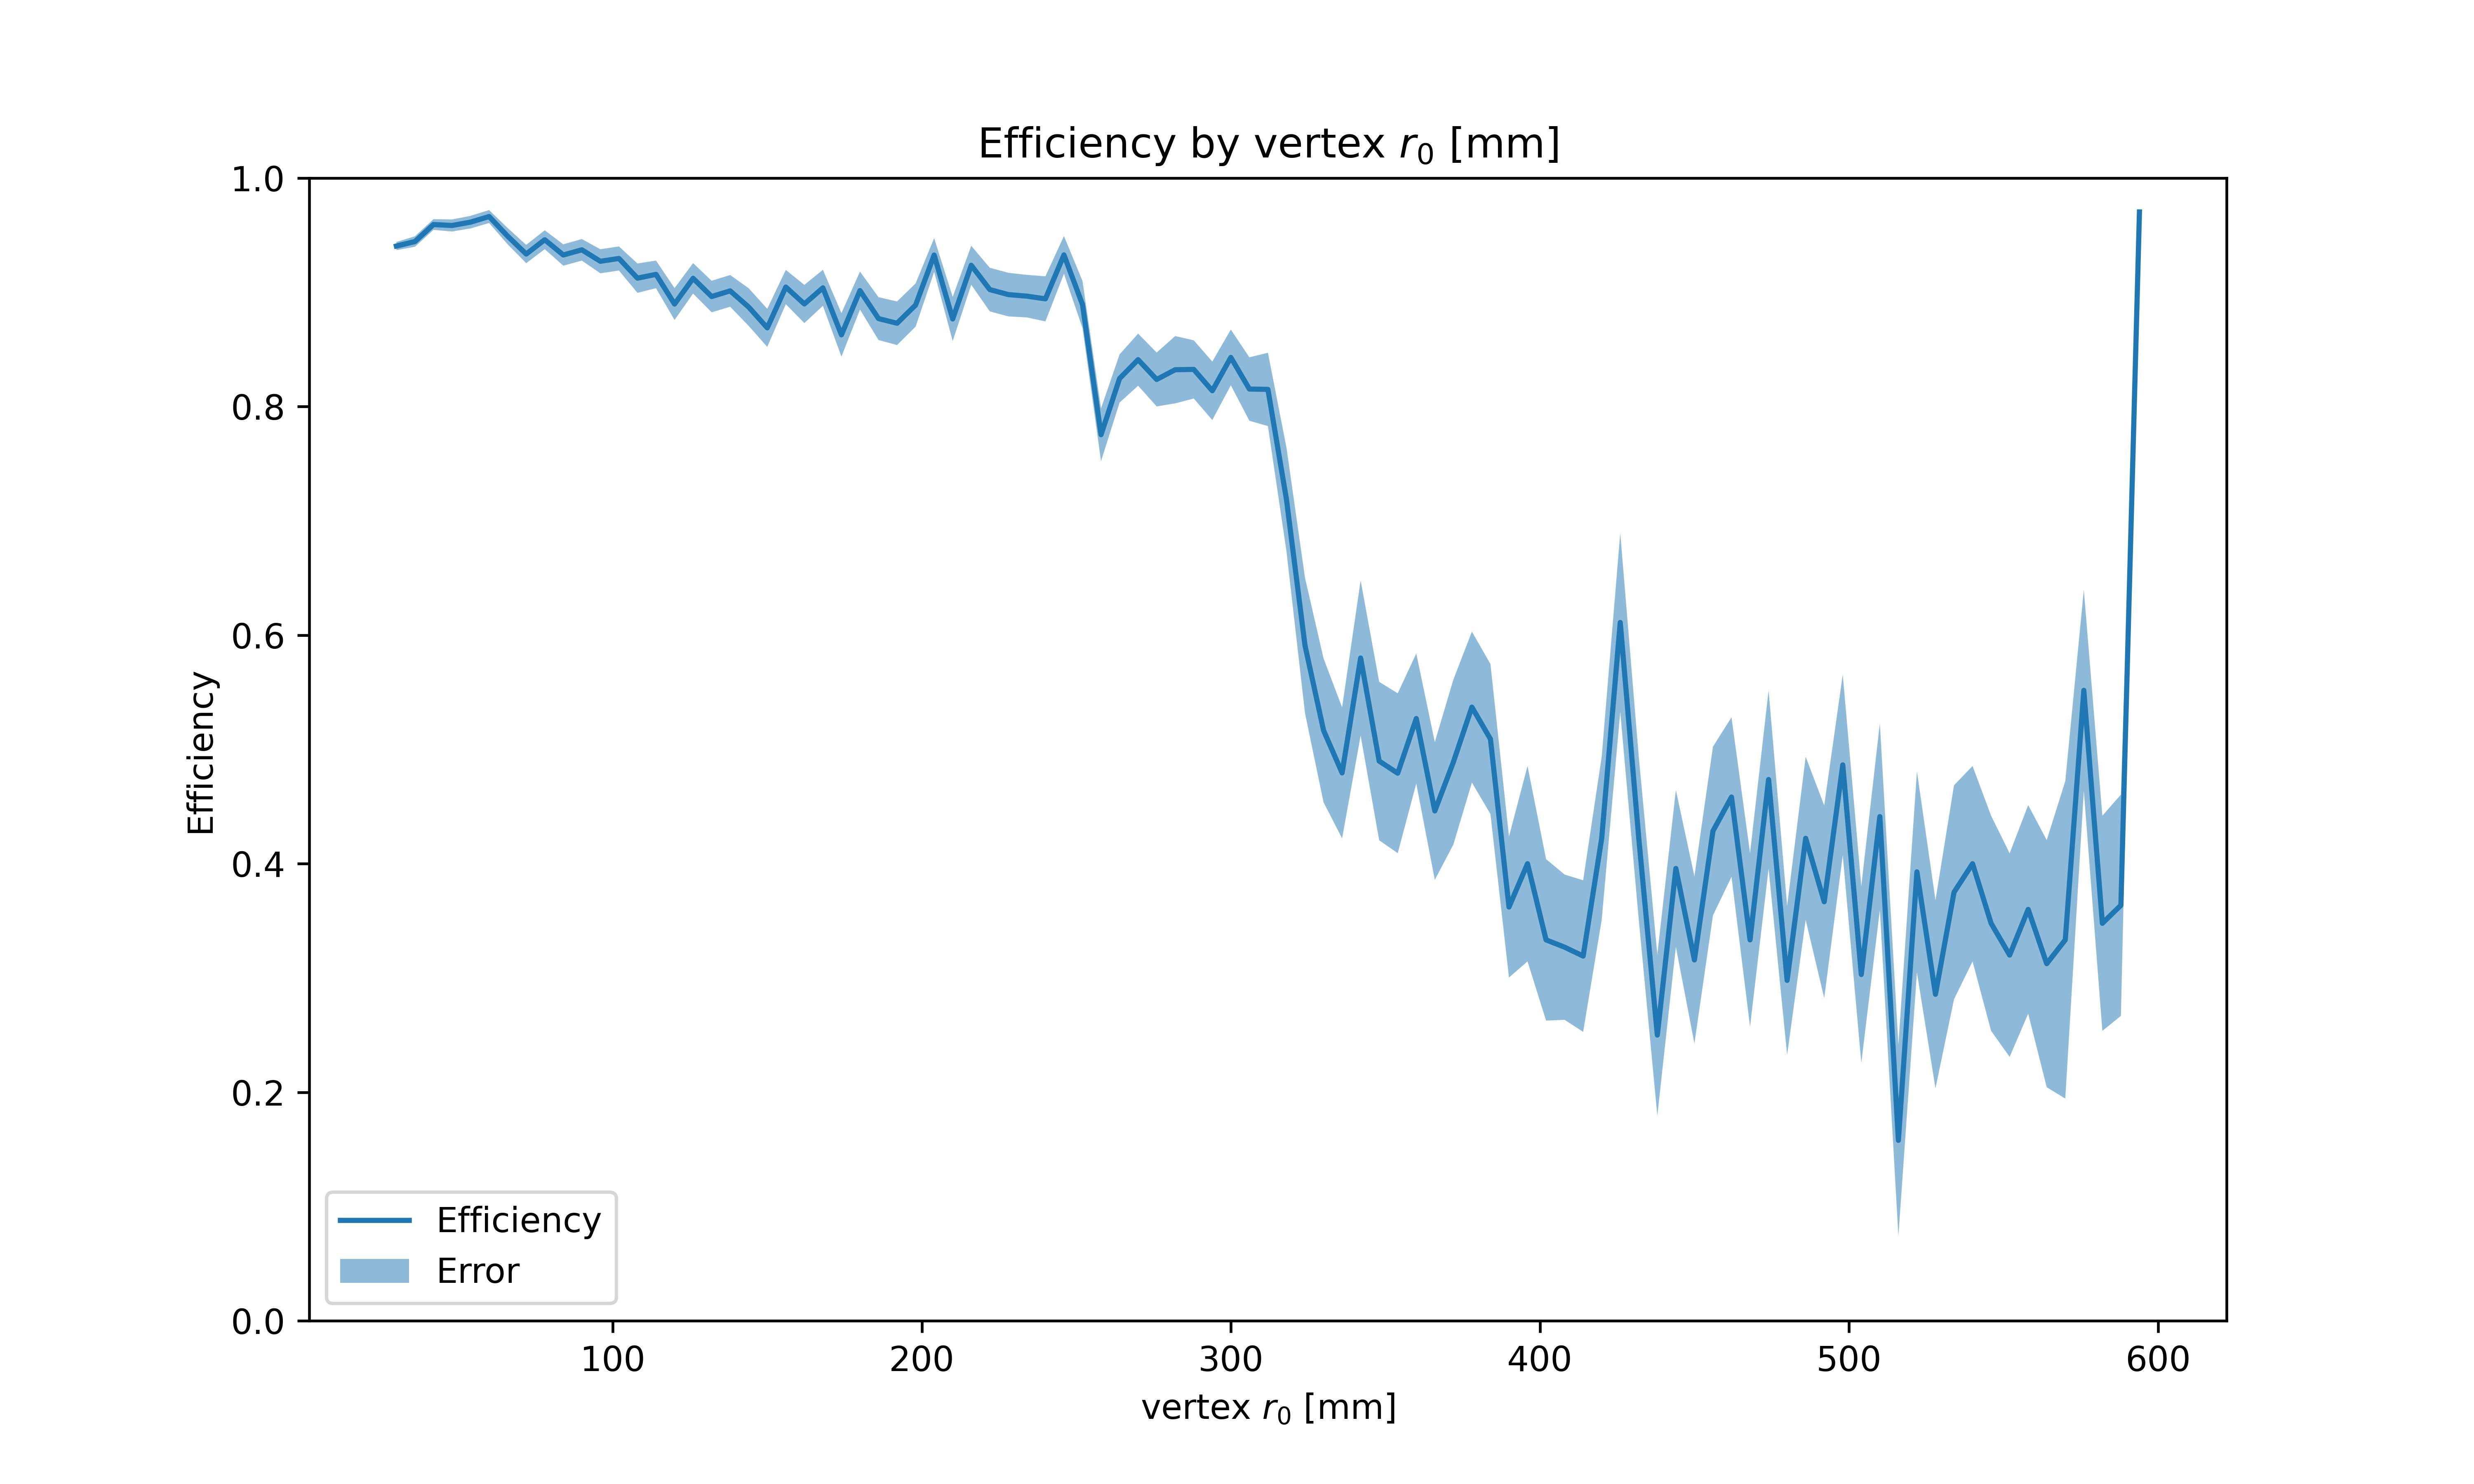 Efficiency by vertex r₀ [mm]
1.0
0.8
0.6
0.4
0.2
0.0
Efficiency
Efficiency
Error
100 200 300 400 500 600
vertex r₀ [mm]